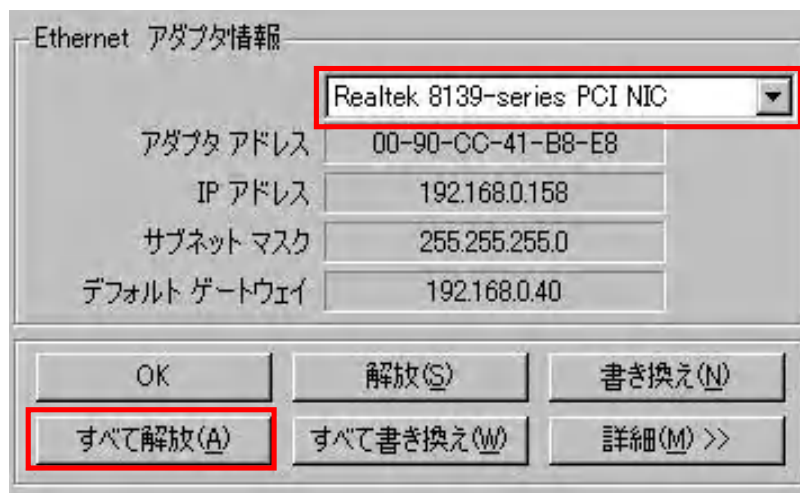 Ethernet アダプタ情報
Realtek 8139-series PCI NIC
アダプタ アドレス 00-90-CC-41-B8-E8
IP アドレス 192.168.0.158
サブネット マスク 255.255.255.0
デフォルト ゲートウェイ 192.168.0.40
OK 解放(S) 書き換え(N)
すべて解放(A) すべて書き換え(W) 詳細(M) >>